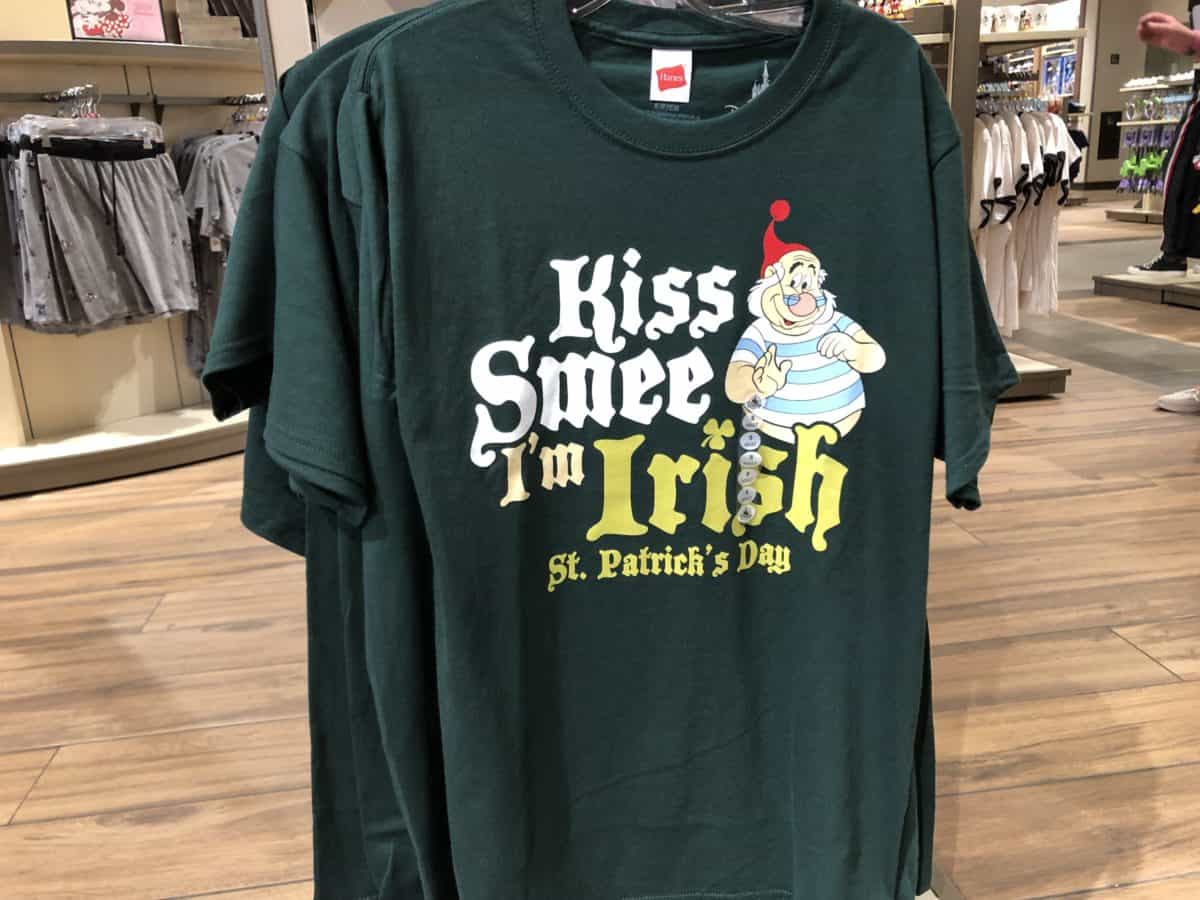 Hanes
Kiss
Smee
I'm Irish
St. Patrick's Day